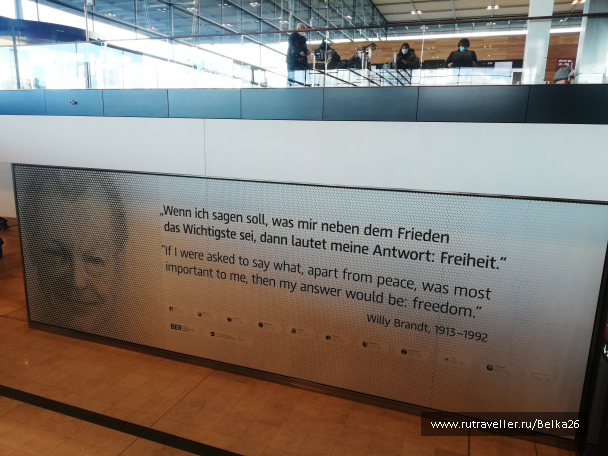 „Wenn ich sagen soll, was mir neben dem Frieden
das Wichtigste sei, dann lautet meine Antwort: Freiheit.“
“If I were asked to say what, apart from peace, was most
important to me, then my answer would be: freedom.”
Willy Brandt, 1913–1992
BER
www.rutraveller.ru/Belka26